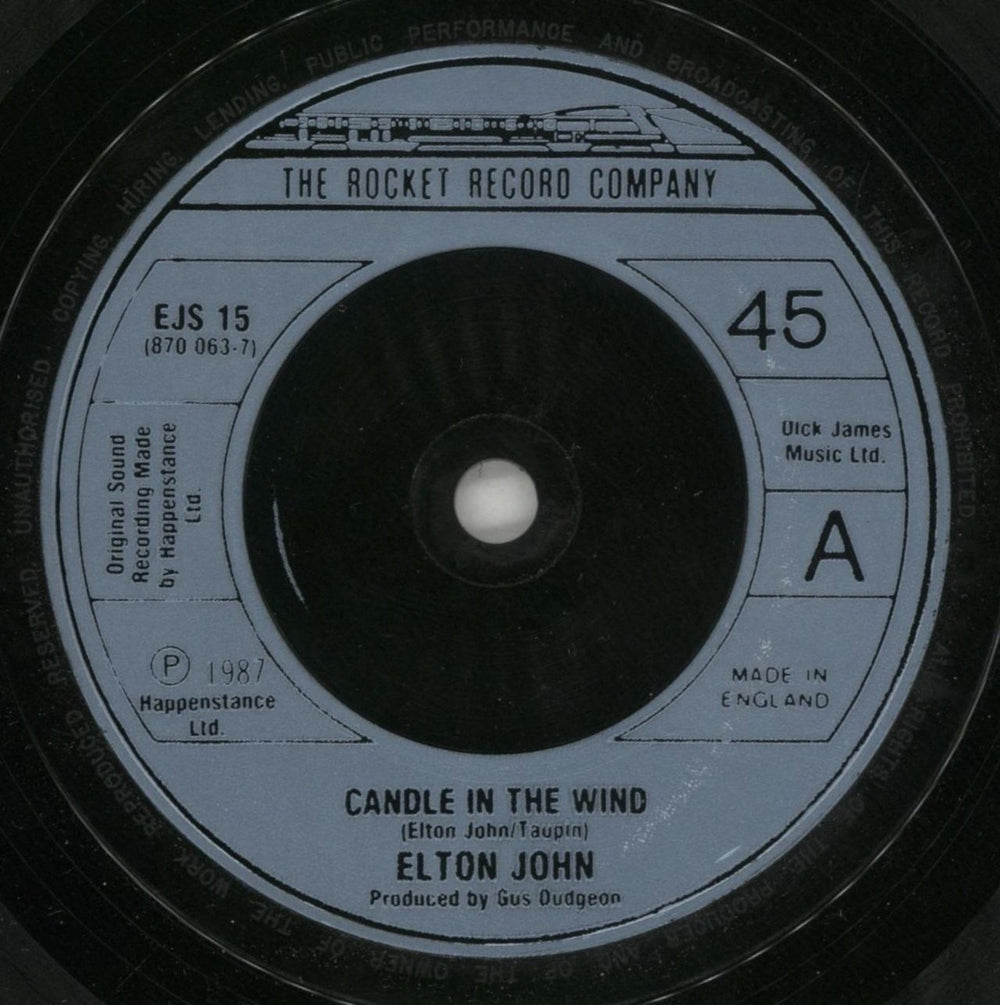 THE ROCKET RECORD COMPANY
EJS 15
(870 063-7)
45
Original Sound
Recording Made
by Happenstance
Ltd.
Dick James
Music Ltd.
A
Ⓟ 1987
Happenstance
Ltd.
MADE IN
ENGLAND
CANDLE IN THE WIND
(Elton John/Taupin)
ELTON JOHN
Produced by Gus Dudgeon
ALL RIGHTS OF THE PRODUCER AND OF THE OWNER OF THE WORK REPRODUCED RESERVED. UNAUTHORISED COPYING, HIRING, LENDING, PUBLIC PERFORMANCE AND BROADCASTING OF THIS RECORD PROHIBITED.